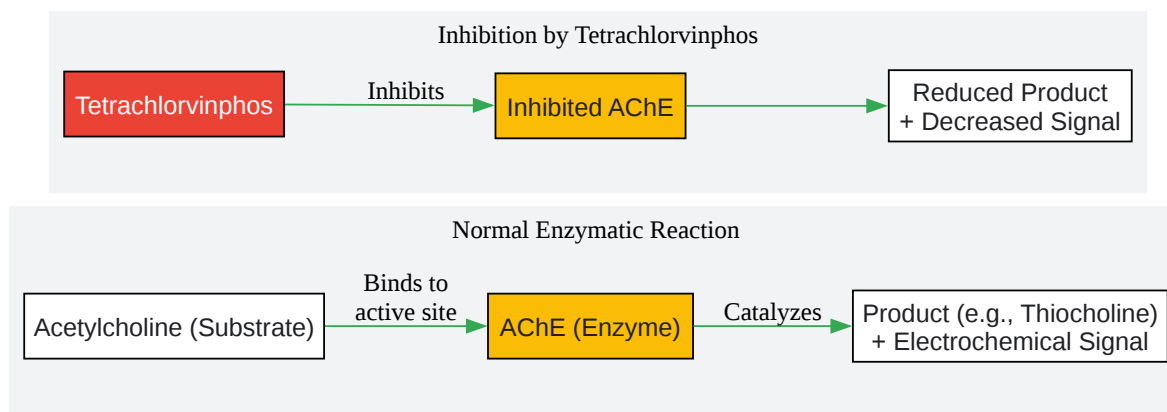 Inhibition by Tetrachlorvinphos
Tetrachlorvinphos
Inhibits
Inhibited AChE
Reduced Product
+ Decreased Signal
Normal Enzymatic Reaction
Acetylcholine (Substrate)
Binds to
active site
AChE (Enzyme)
Catalyzes
Product (e.g., Thiocholine)
+ Electrochemical Signal